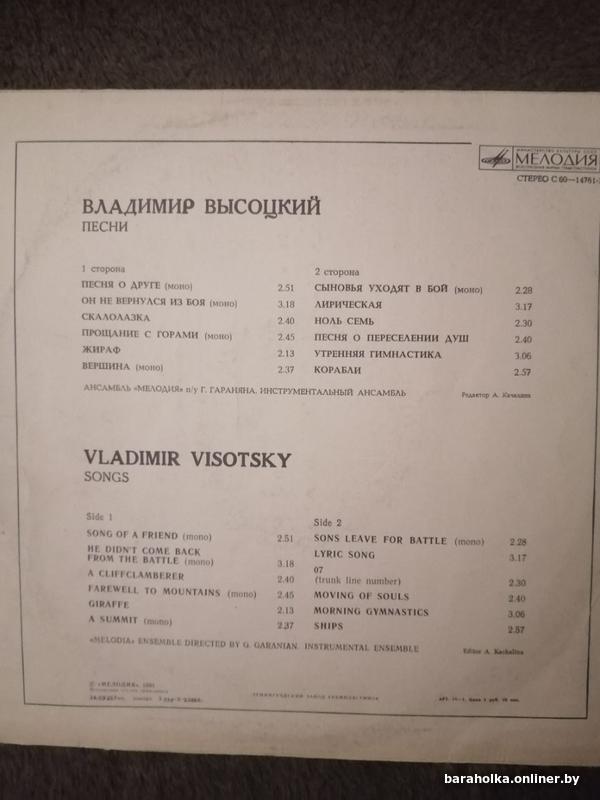 МИНИСТЕРСТВО КУЛЬТУРЫ СССР
МЕЛОДИЯ
СТЕРЕО С 60—14761-
ВЛАДИМИР ВЫСОЦКИЙ
ПЕСНИ
1 сторона
ПЕСНЯ О ДРУГЕ (моно) 2.51
ОН НЕ ВЕРНУЛСЯ ИЗ БОЯ (моно) 3.18
СКАЛОЛАЗКА 2.40
ПРОЩАНИЕ С ГОРАМИ (моно) 2.45
ЖИРАФ 2.13
ВЕРШИНА (моно) 2.37
2 сторона
СЫНОВЬЯ УХОДЯТ В БОЙ (моно) 2.28
ЛИРИЧЕСКАЯ 3.17
НОЛЬ СЕМЬ 2.30
ПЕСНЯ О ПЕРЕСЕЛЕНИИ ДУШ 2.40
УТРЕННЯЯ ГИМНАСТИКА 3.06
КОРАБЛИ 2.57
АНСАМБЛЬ «МЕЛОДИЯ» п/у Г. ГАРАНЯНА, ИНСТРУМЕНТАЛЬНЫЙ АНСАМБЛЬ
Редактор А. Качалина
VLADIMIR VISOTSKY
SONGS
Side 1
SONG OF A FRIEND (mono) 2.51
HE DIDN'T COME BACK
FROM THE BATTLE (mono) 3.18
A CLIFFCLAMBERER 2.40
FAREWELL TO MOUNTAINS (mono) 2.45
GIRAFFE 2.13
A SUMMIT (mono) 2.37
Side 2
SONS LEAVE FOR BATTLE (mono) 2.28
LYRIC SONG 3.17
07
(trunk line number) 2.30
MOVING OF SOULS 2.40
MORNING GYMNASTICS 3.06
SHIPS 2.57
«MELODIA» ENSEMBLE DIRECTED BY G. GARANIAN. INSTRUMENTAL ENSEMBLE
Editor A. Kachalina
© «МЕЛОДИЯ»,
ЛЕНИНГРАДСКИЙ ЗАВОД ГРАМПЛАСТИНОК
baraholka.onliner.by